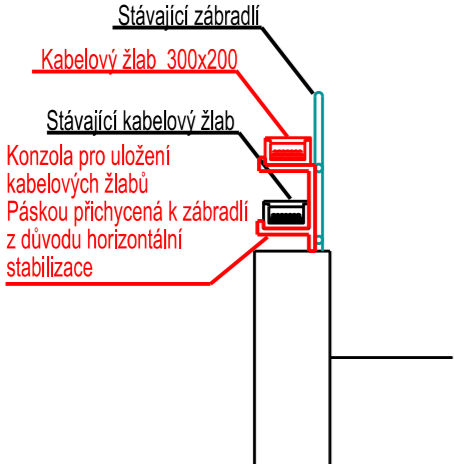 Stávající zábradlí
Kabelový žlab 300x200
Stávající kabelový žlab
Konzola pro uložení
kabelových žlabů
Páskou přichycená k zábradlí
z důvodu horizontální
stabilizace